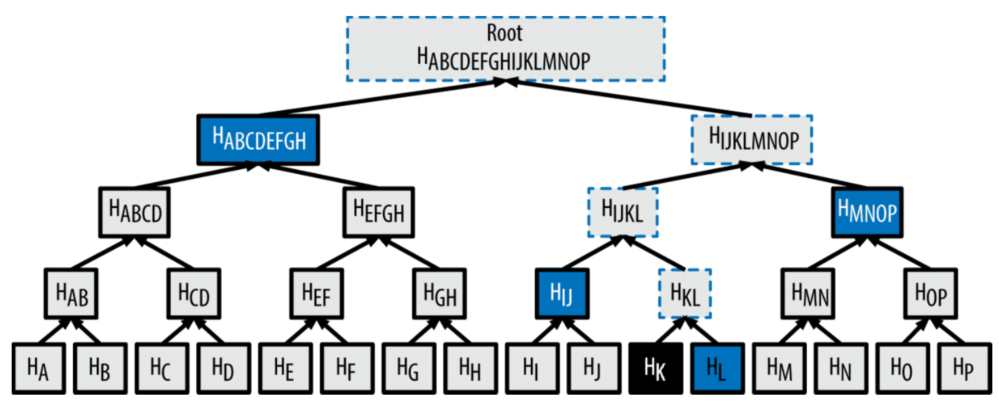 Root
HABCDEFGHIJKLMNOP
HABCDEFGH HIJKLMNOP
HABCD HEFGH HIJKL HMNOP
HAB HCD HEF HGH HIJ HKL HMN HOP
HA HB HC HD HE HF HG HH HI HJ HK HL HM HN HO HP